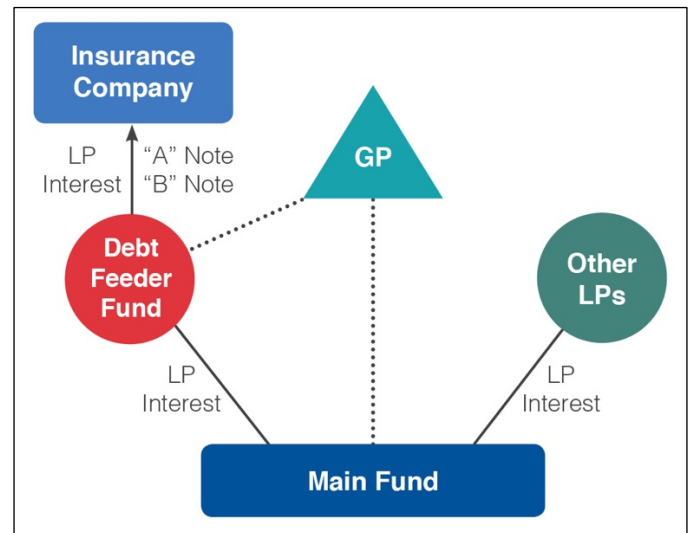 Insurance
Company
LP
Interest
“A” Note
“B” Note
GP
Debt
Feeder
Fund
Other
LPs
LP
Interest
LP
Interest
Main Fund